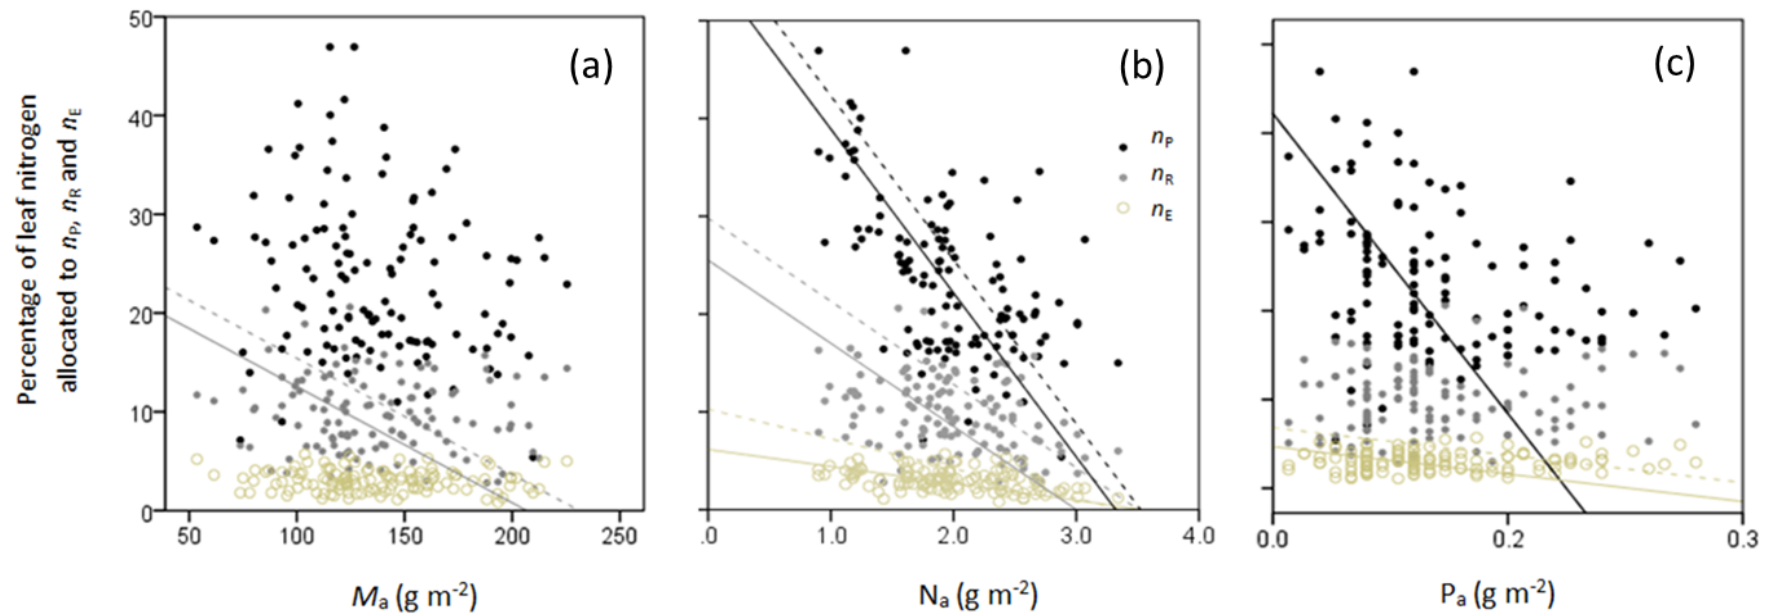 Percentage of leaf nitrogen
allocated to nP, nR and nE
50
40
30
20
10
0
(a)
50
100
150
200
250
Ma (g m-2)
(b)
nP
nR
nE
.0
1.0
2.0
3.0
4.0
Na (g m-2)
(c)
0.0
0.2
0.3
Pa (g m-2)